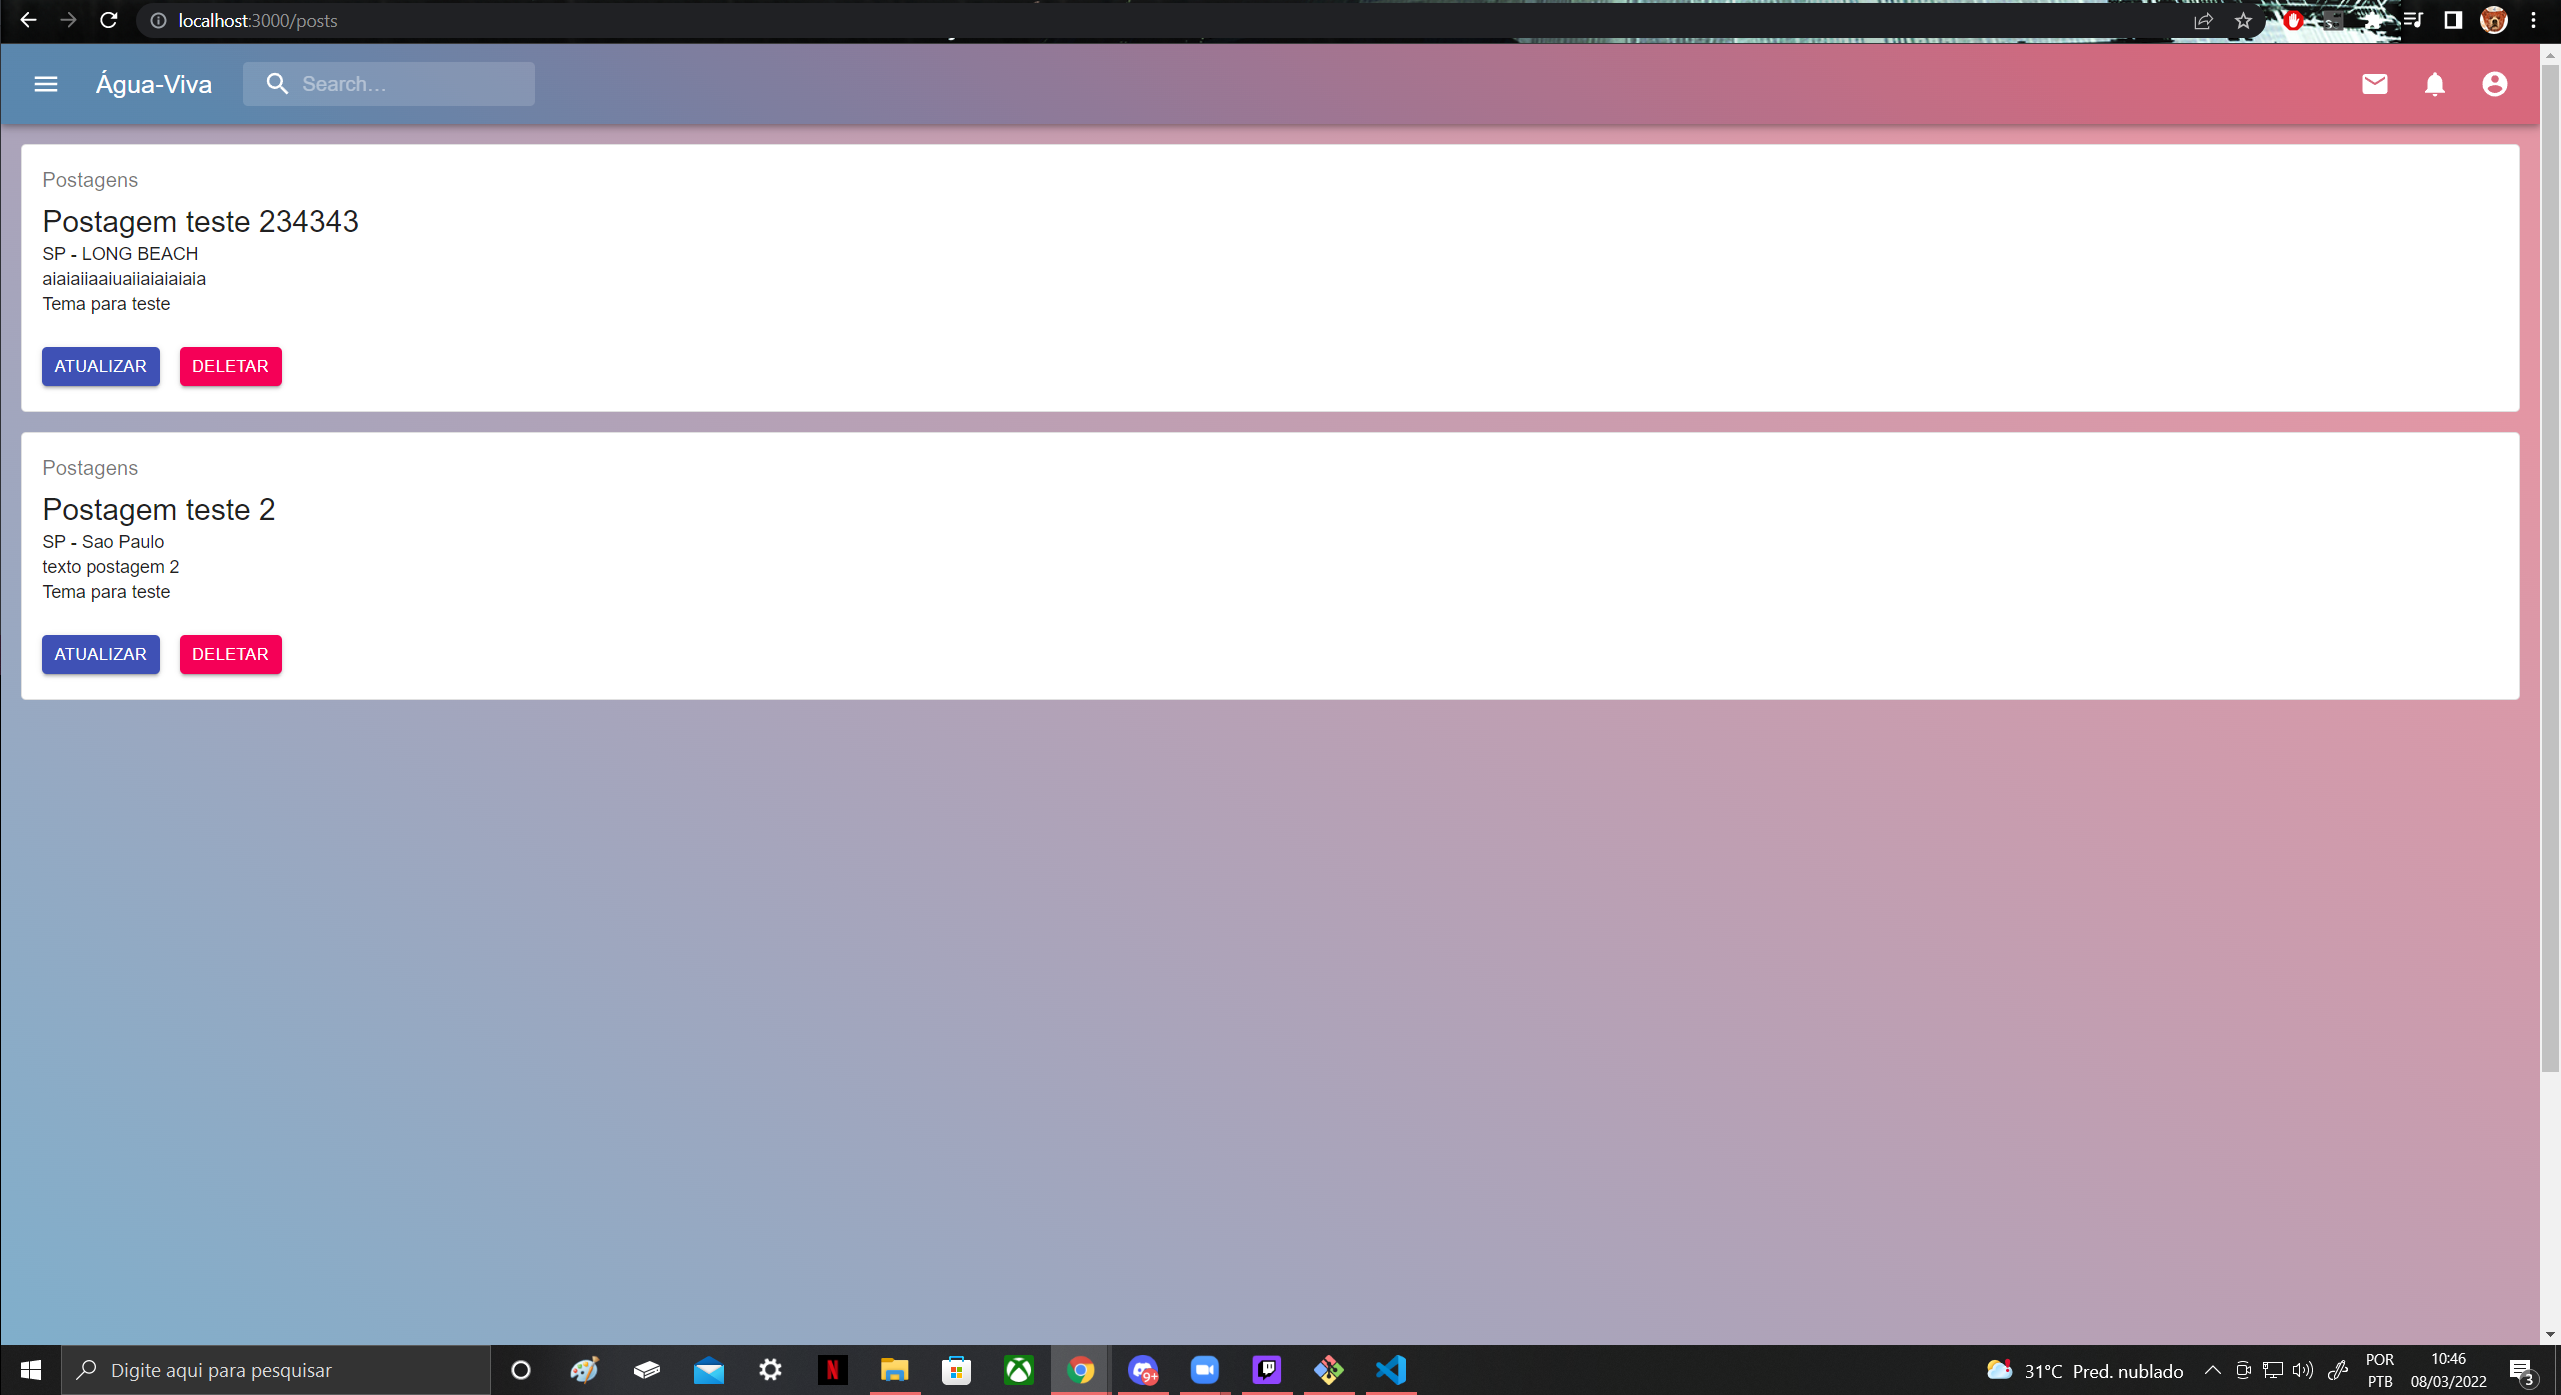 localhost:3000/posts
Água-Viva
Search…
Postagens
Postagem teste 234343
SP - LONG BEACH
aiaiaiiaaiuaiiaiaiaiaia
Tema para teste
ATUALIZAR DELETAR
Postagens
Postagem teste 2
SP - Sao Paulo
texto postagem 2
Tema para teste
ATUALIZAR DELETAR
Digite aqui para pesquisar
9+
31°C Pred. nublado
POR
PTB
10:46
08/03/2022
3